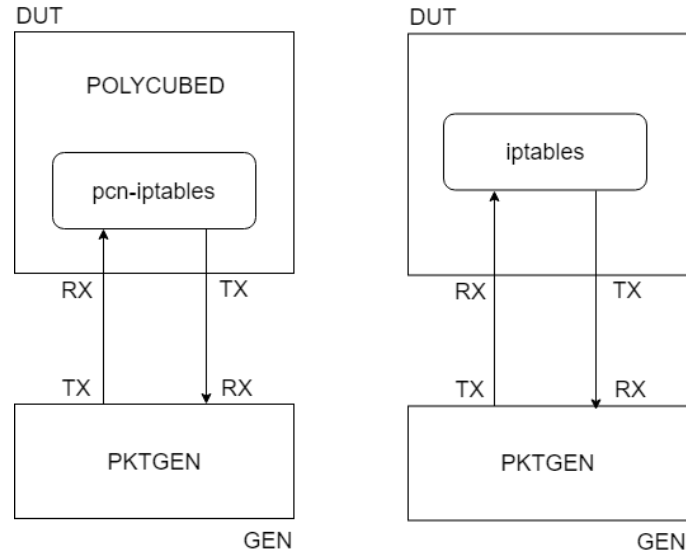 DUT
POLYCUBED
pcn-iptables
RX
TX
TX
RX
PKTGEN
GEN
DUT
iptables
RX
TX
TX
RX
PKTGEN
GEN